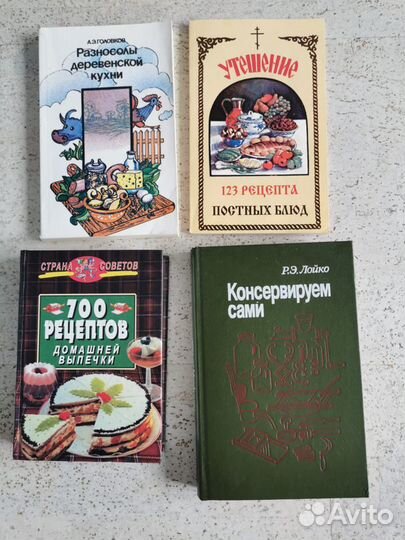 А.Э.ГОЛОВКОВ
Разносолы
деревенской
кухни
УТЕШЕНИЕ
123 РЕЦЕПТА
ПОСТНЫХ БЛЮД
СТРАНА СОВЕТОВ
700
РЕЦЕПТОВ
ДОМАШНЕЙ
ВЫПЕЧКИ
Р.Э.Лойко
Консервируем
сами
Avito